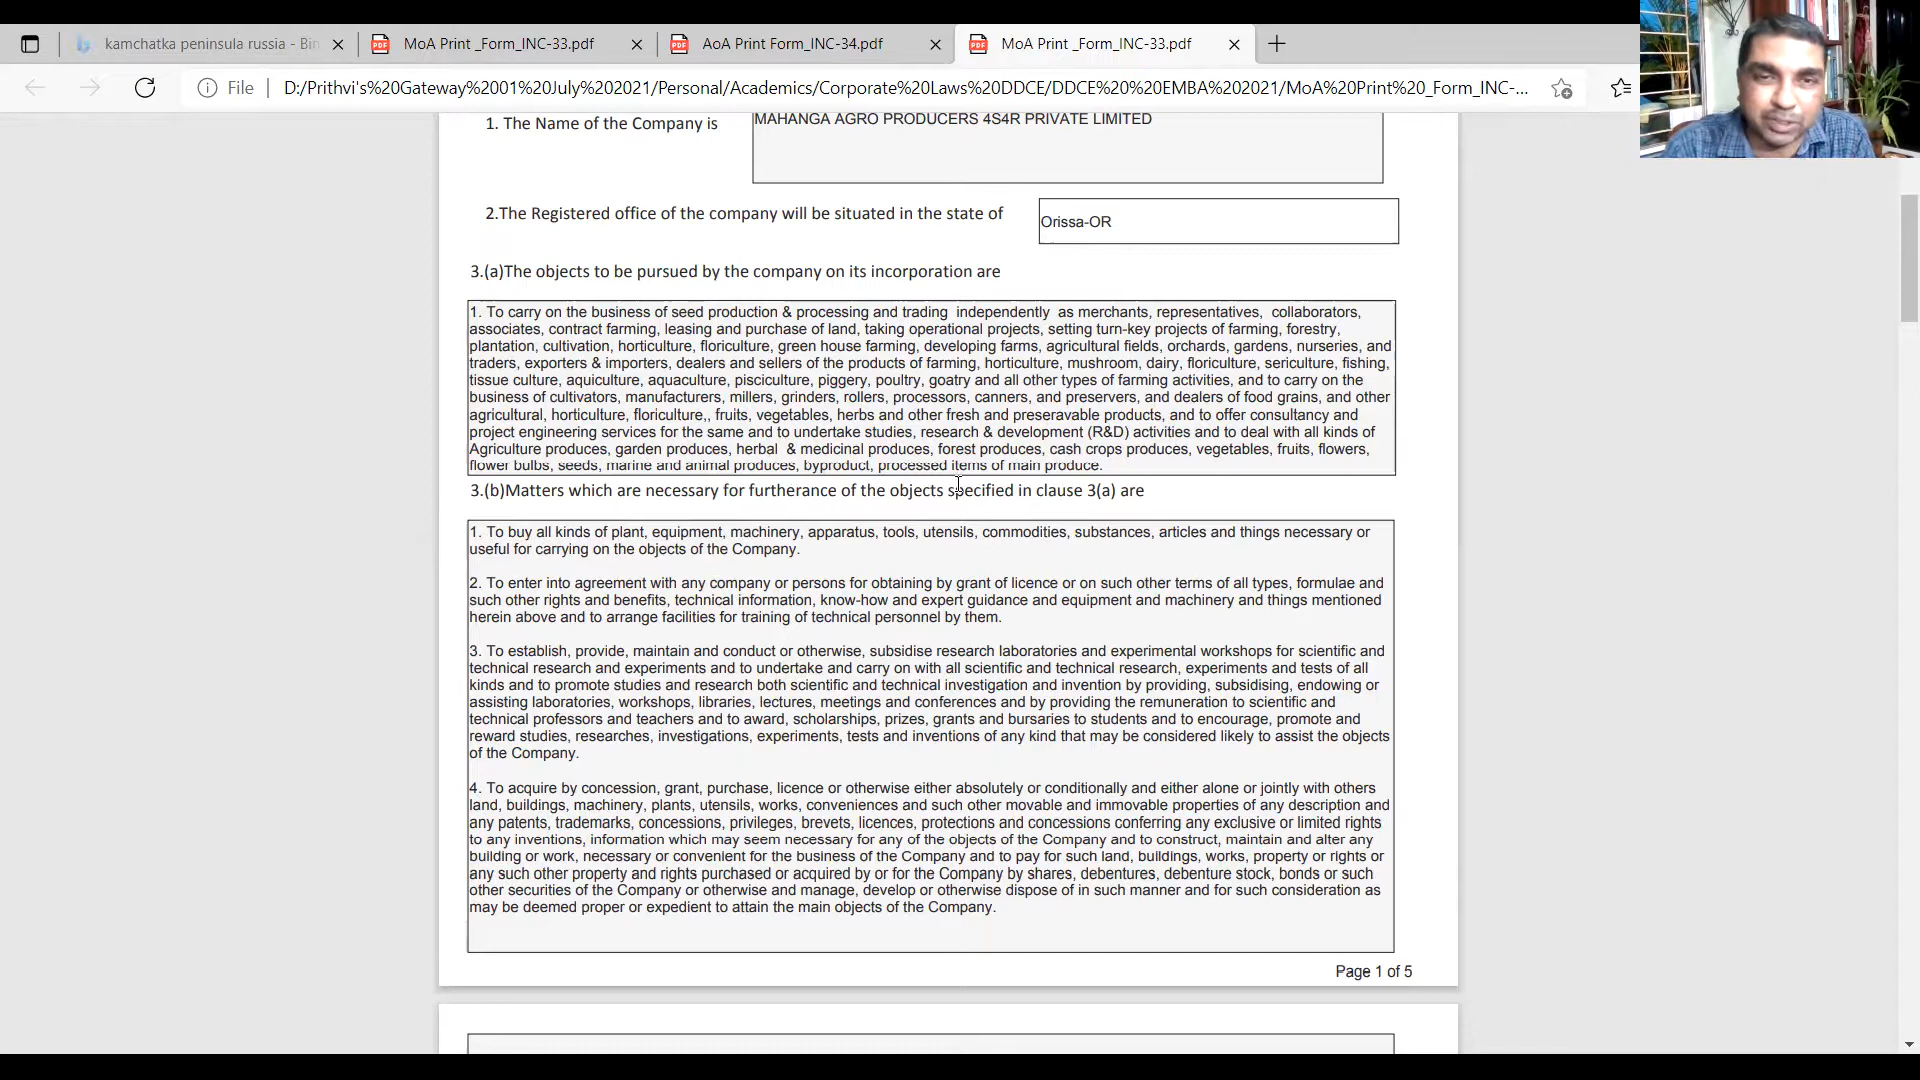 kamchatka peninsula russia - Bin
MoA Print _Form_INC-33.pdf
AoA Print Form_INC-34.pdf
MoA Print _Form_INC-33.pdf
File
D:/Prithvi's%20Gateway%2001%20July%202021/Personal/Academics/Corporate%20Laws%20DDCE/DDCE%20%20EMBA%202021/MoA%20Print%20_Form_INC-...
1. The Name of the Company is
MAHANGA AGRO PRODUCERS 4S4R PRIVATE LIMITED
2.The Registered office of the company will be situated in the state of
Orissa-OR
3.(a)The objects to be pursued by the company on its incorporation are
1. To carry on the business of seed production & processing and trading  independently  as merchants, representatives,  collaborators,
associates, contract farming, leasing and purchase of land, taking operational projects, setting turn-key projects of farming, forestry,
plantation, cultivation, horticulture, floriculture, green house farming, developing farms, agricultural fields, orchards, gardens, nurseries, and
traders, exporters & importers, dealers and sellers of the products of farming, horticulture, mushroom, dairy, floriculture, sericulture, fishing,
tissue culture, aquiculture, aquaculture, pisciculture, piggery, poultry, goatry and all other types of farming activities, and to carry on the
business of cultivators, manufacturers, millers, grinders, rollers, processors, canners, and preservers, and dealers of food grains, and other
agricultural, horticulture, floriculture,, fruits, vegetables, herbs and other fresh and preseravable products, and to offer consultancy and
project engineering services for the same and to undertake studies, research & development (R&D) activities and to deal with all kinds of
Agriculture produces, garden produces, herbal  & medicinal produces, forest produces, cash crops produces, vegetables, fruits, flowers,
flower bulbs, seeds, marine and animal produces, byproduct, processed items of main produce.
3.(b)Matters which are necessary for furtherance of the objects specified in clause 3(a) are
1. To buy all kinds of plant, equipment, machinery, apparatus, tools, utensils, commodities, substances, articles and things necessary or
useful for carrying on the objects of the Company.
2. To enter into agreement with any company or persons for obtaining by grant of licence or on such other terms of all types, formulae and
such other rights and benefits, technical information, know-how and expert guidance and equipment and machinery and things mentioned
herein above and to arrange facilities for training of technical personnel by them.
3. To establish, provide, maintain and conduct or otherwise, subsidise research laboratories and experimental workshops for scientific and
technical research and experiments and to undertake and carry on with all scientific and technical research, experiments and tests of all
kinds and to promote studies and research both scientific and technical investigation and invention by providing, subsidising, endowing or
assisting laboratories, workshops, libraries, lectures, meetings and conferences and by providing the remuneration to scientific and
technical professors and teachers and to award, scholarships, prizes, grants and bursaries to students and to encourage, promote and
reward studies, researches, investigations, experiments, tests and inventions of any kind that may be considered likely to assist the objects
of the Company.
4. To acquire by concession, grant, purchase, licence or otherwise either absolutely or conditionally and either alone or jointly with others
land, buildings, machinery, plants, utensils, works, conveniences and such other movable and immovable properties of any description and
any patents, trademarks, concessions, privileges, brevets, licences, protections and concessions conferring any exclusive or limited rights
to any inventions, information which may seem necessary for any of the objects of the Company and to construct, maintain and alter any
building or work, necessary or convenient for the business of the Company and to pay for such land, buildings, works, property or rights or
any such other property and rights purchased or acquired by or for the Company by shares, debentures, debenture stock, bonds or such
other securities of the Company or otherwise and manage, develop or otherwise dispose of in such manner and for such consideration as
may be deemed proper or expedient to attain the main objects of the Company.
Page 1 of 5